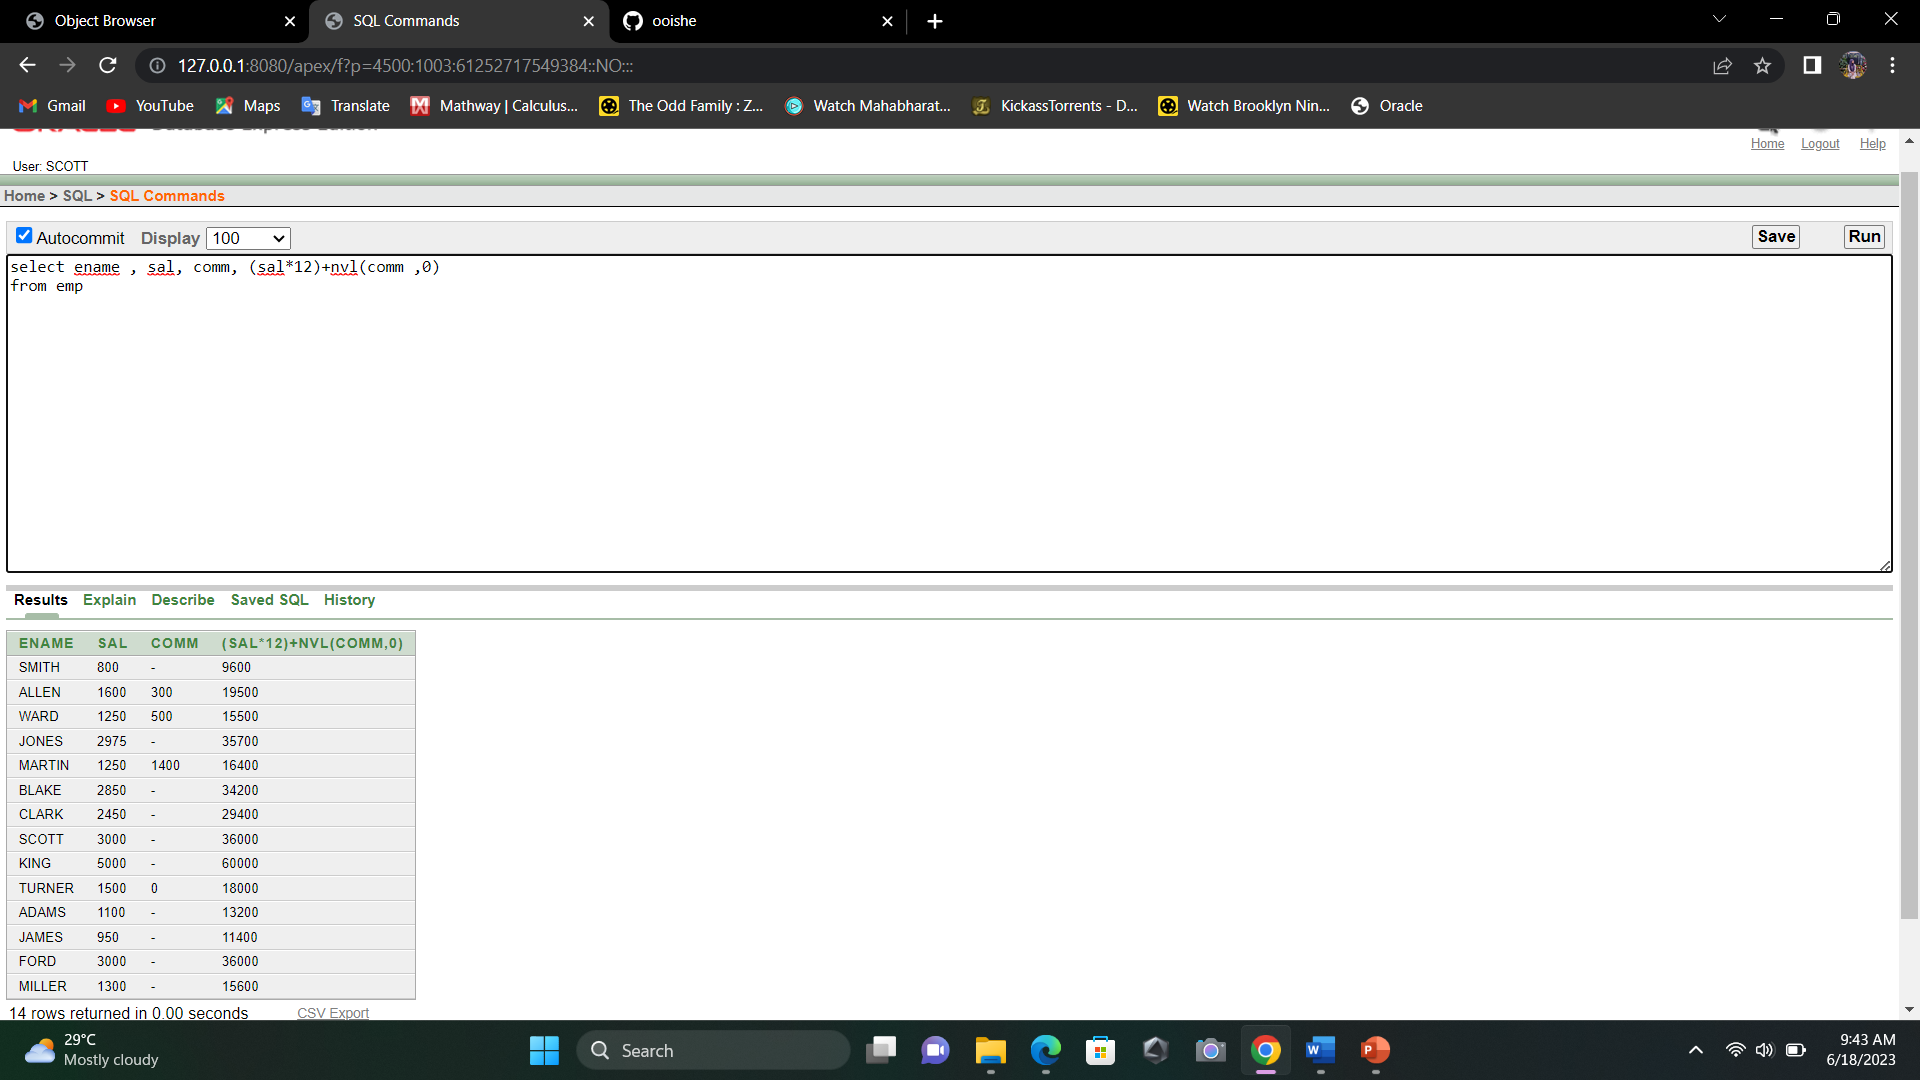 Object Browser
SQL Commands
ooishe
127.0.0.1:8080/apex/f?p=4500:1003:61252717549384::NO:::
Gmail YouTube Maps Translate Mathway | Calculus... The Odd Family : Z... Watch Mahabharat... KickassTorrents - D... Watch Brooklyn Nin... Oracle
Home Logout Help
User: SCOTT
Home > SQL > SQL Commands
Autocommit Display 100 Save Run
select ename , sal, comm, (sal*12)+nvl(comm ,0)
from emp
Results Explain Describe Saved SQL History
ENAME SAL COMM (SAL*12)+NVL(COMM,0)
SMITH 800 - 9600
ALLEN 1600 300 19500
WARD 1250 500 15500
JONES 2975 - 35700
MARTIN 1250 1400 16400
BLAKE 2850 - 34200
CLARK 2450 - 29400
SCOTT 3000 - 36000
KING 5000 - 60000
TURNER 1500 0 18000
ADAMS 1100 - 13200
JAMES 950 - 11400
FORD 3000 - 36000
MILLER 1300 - 15600
14 rows returned in 0.00 seconds CSV Export
29°C
Mostly cloudy
Search
9:43 AM
6/18/2023